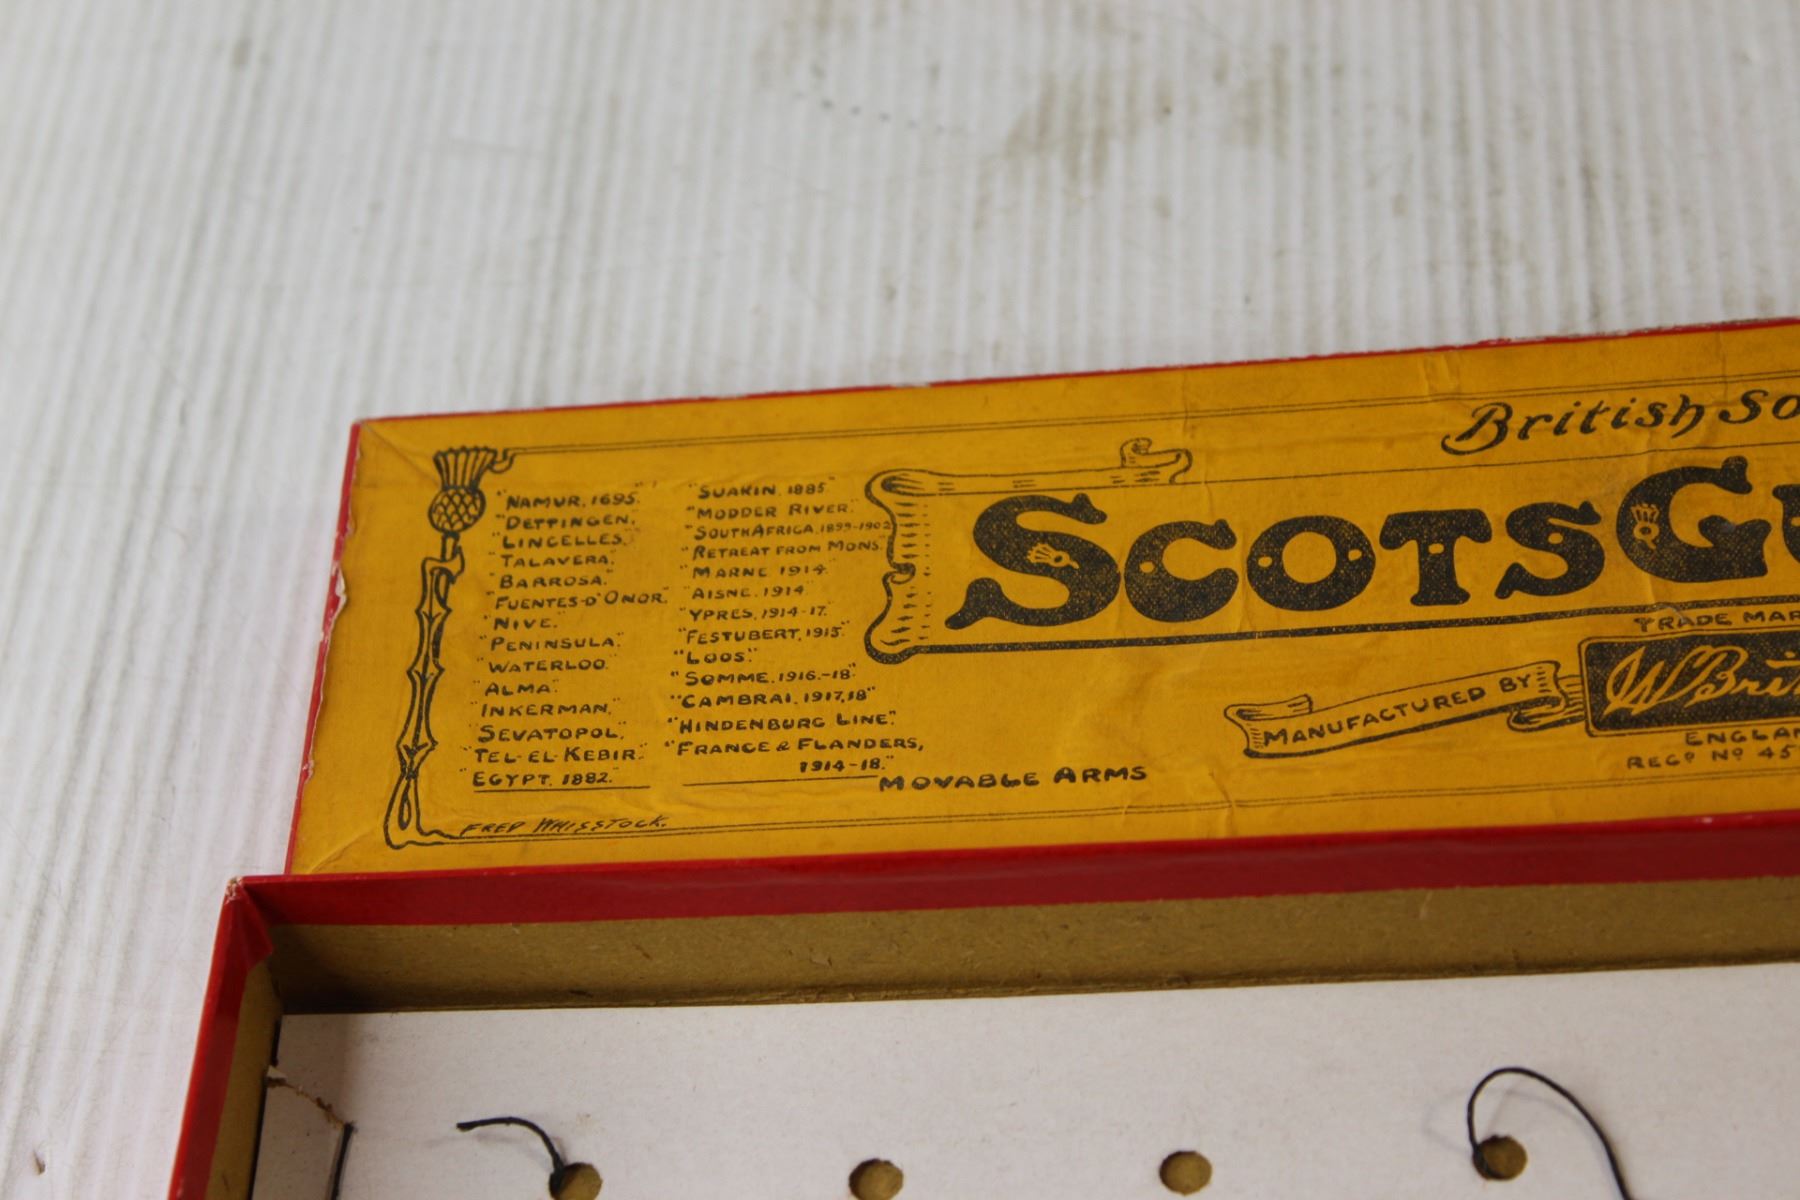 "NAMUR, 1695."
"DETTINGEN,
"LINCELLES."
"TALAVERA."
"BARROSA."
"FUENTES-D'ONOR."
"NIVE."
"PENINSULA."
"WATERLOO."
"ALMA."
"INKERMAN,"
"SEVATOPOL,
"TEL-EL-KEBIR."
"EGYPT, 1882."
"SUAKIN, 1885."
"MODDER RIVER."
"SOUTH AFRICA, 1899-1902
"RETREAT FROM MONS."
"MARNE 1914.
"AISNE, 1914.
"YPRES, 1914-17.
"FESTUBERT, 1915."
"LOOS."
"SOMME, 1916.-18"
"CAMBRAI, 1917,18"
"HINDENBURG LINE".
"FRANCE & FLANDERS,
1914-18."
MOVABLE ARMS
FRED WHISSTOCK.
British So
SCOTS GU
TRADE MAR
MANUFACTURED BY
W Brit
ENGLAN
REGD No 45